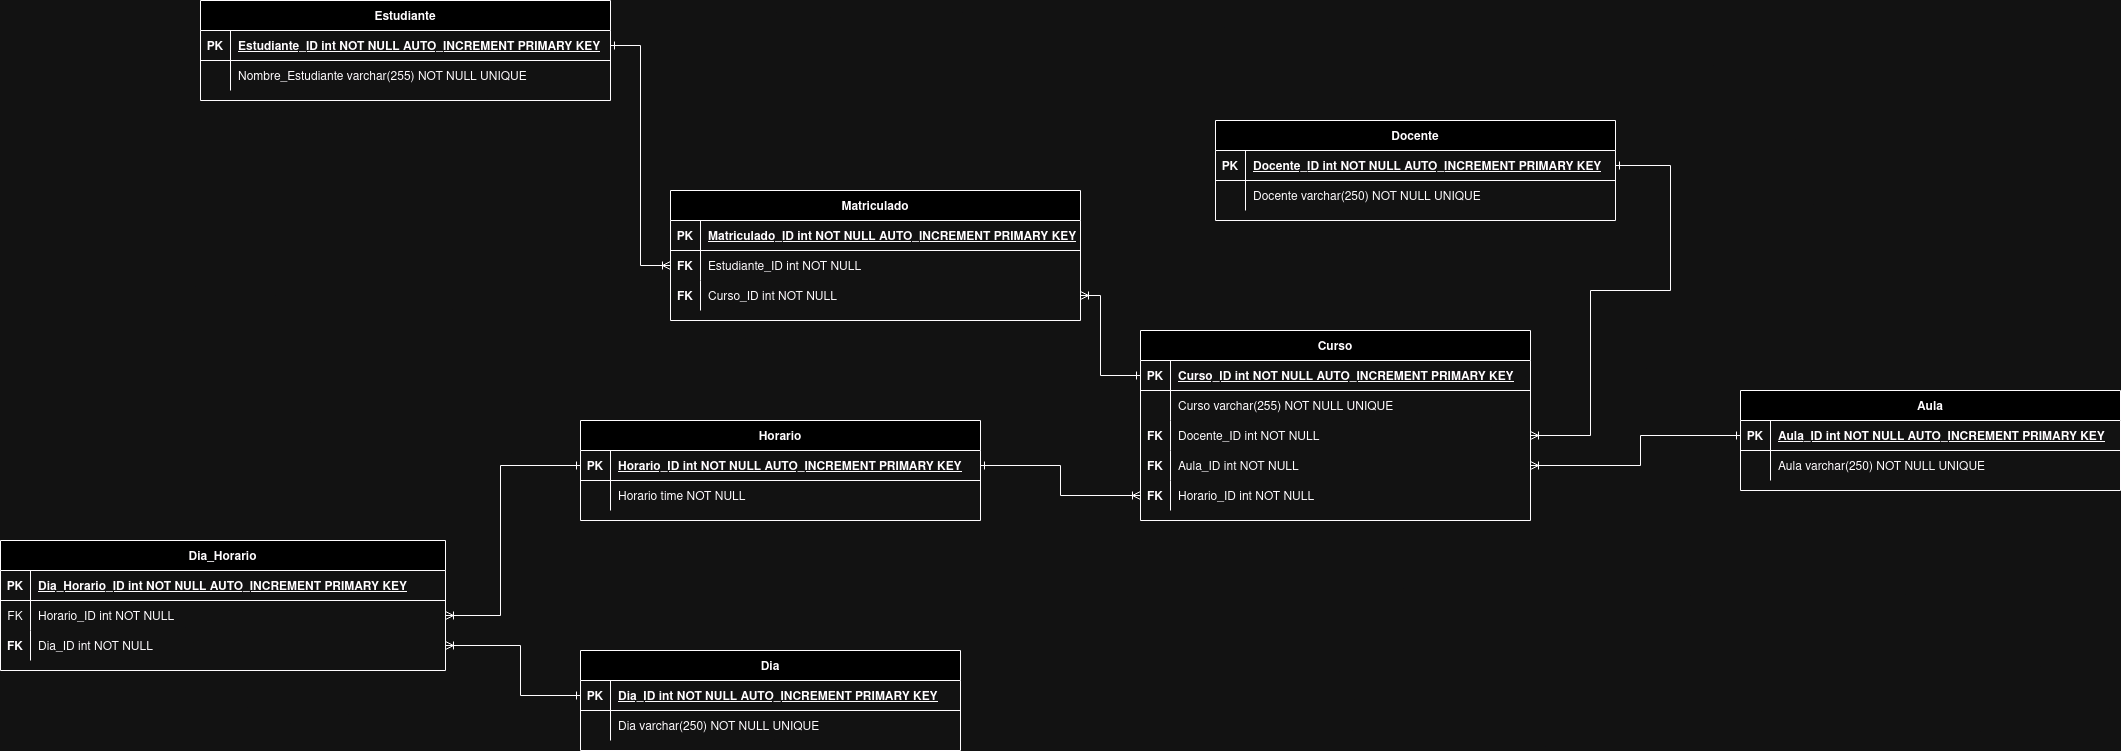 Estudiante
PK Estudiante_ID int NOT NULL AUTO_INCREMENT PRIMARY KEY
Nombre_Estudiante varchar(255) NOT NULL UNIQUE
Docente
PK Docente_ID int NOT NULL AUTO_INCREMENT PRIMARY KEY
Docente varchar(250) NOT NULL UNIQUE
Matriculado
PK Matriculado_ID int NOT NULL AUTO_INCREMENT PRIMARY KEY
FK Estudiante_ID int NOT NULL
FK Curso_ID int NOT NULL
Curso
PK Curso_ID int NOT NULL AUTO_INCREMENT PRIMARY KEY
Curso varchar(255) NOT NULL UNIQUE
FK Docente_ID int NOT NULL
FK Aula_ID int NOT NULL
FK Horario_ID int NOT NULL
Aula
PK Aula_ID int NOT NULL AUTO_INCREMENT PRIMARY KEY
Aula varchar(250) NOT NULL UNIQUE
Horario
PK Horario_ID int NOT NULL AUTO_INCREMENT PRIMARY KEY
Horario time NOT NULL
Dia_Horario
PK Dia_Horario_ID int NOT NULL AUTO_INCREMENT PRIMARY KEY
FK Horario_ID int NOT NULL
FK Dia_ID int NOT NULL
Dia
PK Dia_ID int NOT NULL AUTO_INCREMENT PRIMARY KEY
Dia varchar(250) NOT NULL UNIQUE